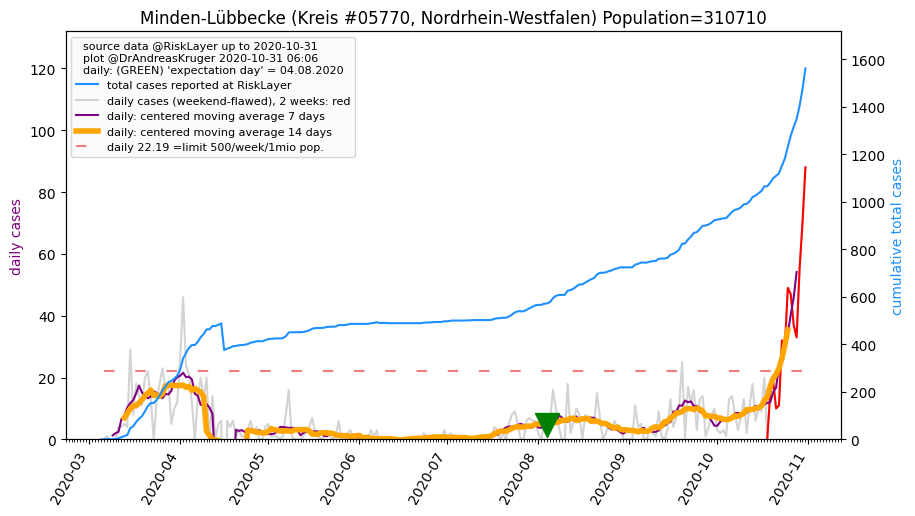 Minden-Lübbecke (Kreis #05770, Nordrhein-Westfalen) Population=310710
source data @RiskLayer up to 2020-10-31
plot @DrAndreasKruger 2020-10-31 06:06
daily: (GREEN) 'expectation day' = 04.08.2020
total cases reported at RiskLayer
daily cases (weekend-flawed), 2 weeks: red
daily: centered moving average 7 days
daily: centered moving average 14 days
daily 22.19 =limit 500/week/1mio pop.
daily cases
120
100
80
60
40
20
0
cumulative total cases
1600
1400
1200
1000
800
600
400
200
0
2020-03
2020-04
2020-05
2020-06
2020-07
2020-08
2020-09
2020-10
2020-11